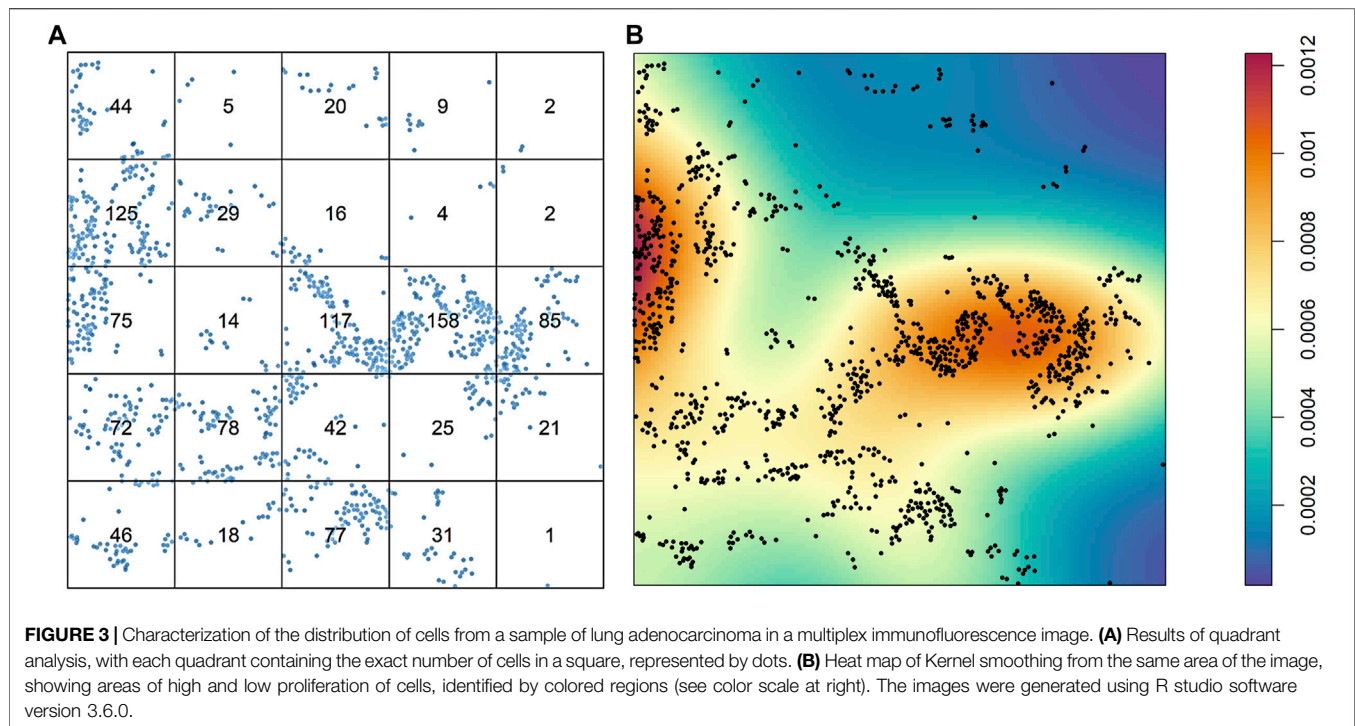 A
B
44 5 20 9 2
125 29 16 4 2
75 14 117 158 85
72 78 42 25 21
46 18 77 31 1
0.0012
0.001
0.0008
0.0006
0.0004
0.0002
FIGURE 3 | Characterization of the distribution of cells from a sample of lung adenocarcinoma in a multiplex immunofluorescence image. (A) Results of quadrant
analysis, with each quadrant containing the exact number of cells in a square, represented by dots. (B) Heat map of Kernel smoothing from the same area of the image,
showing areas of high and low proliferation of cells, identified by colored regions (see color scale at right). The images were generated using R studio software
version 3.6.0.